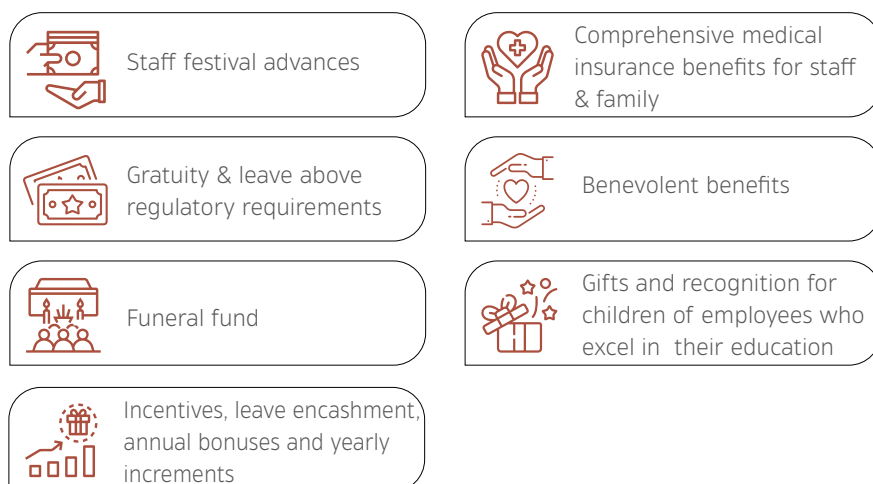 Staff festival advances
Comprehensive medical
insurance benefits for staff
& family
Gratuity & leave above
regulatory requirements
Benevolent benefits
Funeral fund
Gifts and recognition for
children of employees who
excel in  their education
Incentives, leave encashment,
annual bonuses and yearly
increments